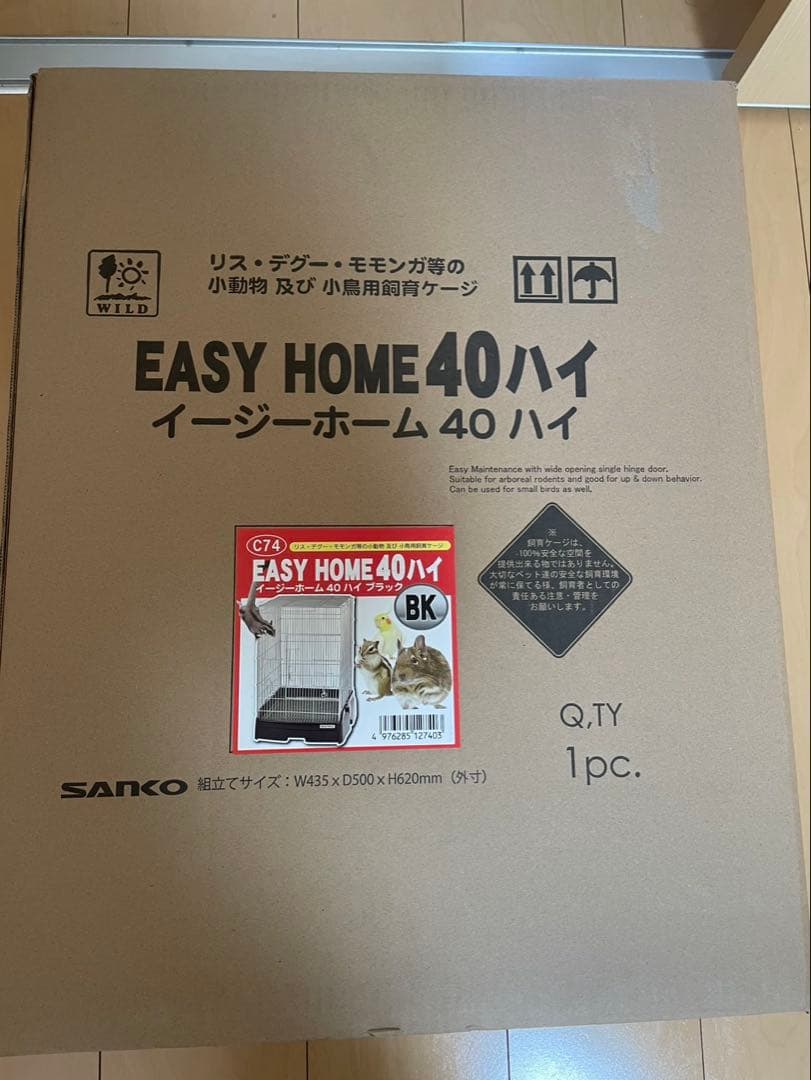 WILD
リス・デグー・モモンガ等の
小動物 及び 小鳥用飼育ケージ
EASY HOME40ハイ
イージーホーム 40 ハイ
Easy Maintenance with wide opening single hinge door.
Suitable for arboreal rodents and good for up & down behavior.
Can be used for small birds as well.
※
飼育ケージは、
100%安全な空間を
提供出来る物ではありません。
大切なペット達の安全な飼育環境
が常に保てる様、飼育者としての
責任ある注意・管理を
お願いします。
C74
リス・デグー・モモンガ等の小動物 及び 小鳥用飼育ケージ
EASY HOME 40ハイ
イージーホーム 40 ハイ ブラック
BK
4 976285 127403
Q,TY
1pc.
SANKO 組立てサイズ：W435 x D500 x H620mm（外寸）